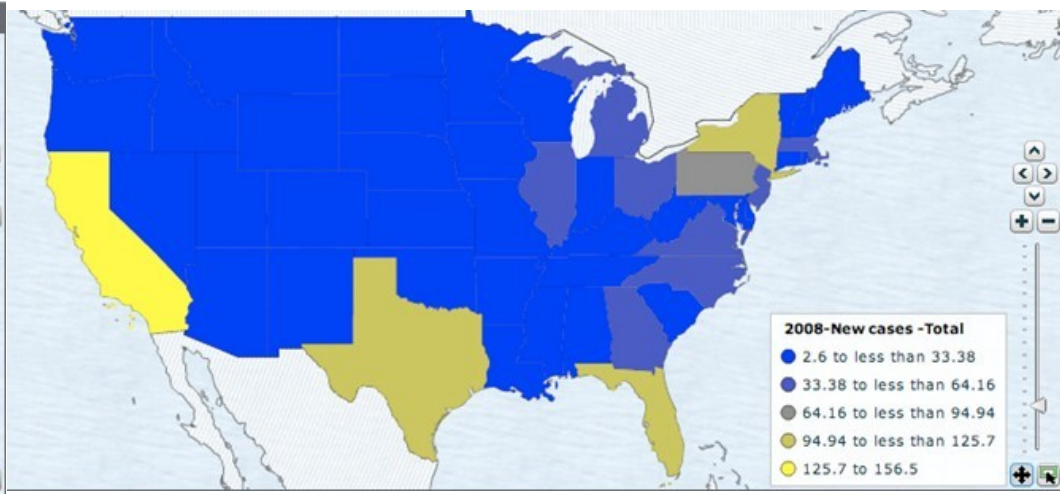 2008-New cases -Total
2.6 to less than 33.38
33.38 to less than 64.16
64.16 to less than 94.94
94.94 to less than 125.7
125.7 to 156.5